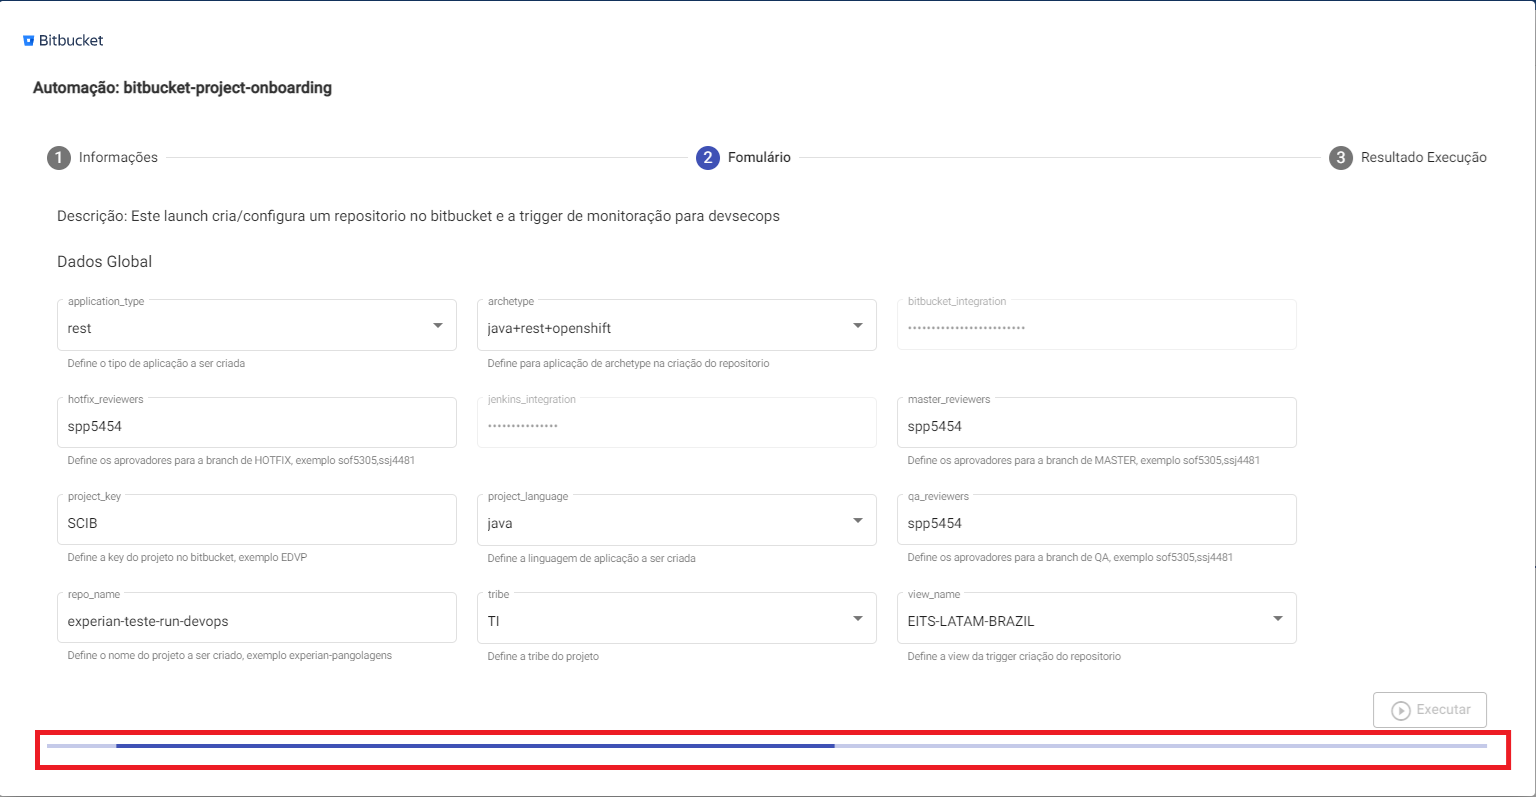 Bitbucket
Automação: bitbucket-project-onboarding
1 Informações 2 Fomulário 3 Resultado Execução
Descrição: Este launch cria/configura um repositorio no bitbucket e a trigger de monitoração para devsecops
Dados Global
application_type archetype bitbucket_integration
rest java+rest+openshift •••••••••••••••••••••••••
Define o tipo de aplicação a ser criada Define para aplicação de archetype na criação do repositorio
hotfix_reviewers jenkins_integration master_reviewers
spp5454 ••••••••••••••• spp5454
Define os aprovadores para a branch de HOTFIX, exemplo sof5305,ssj4481 Define os aprovadores para a branch de MASTER, exemplo sof5305,ssj4481
project_key project_language qa_reviewers
SCIB java spp5454
Define a key do projeto no bitbucket, exemplo EDVP Define a linguagem de aplicação a ser criada Define os aprovadores para a branch de QA, exemplo sof5305,ssj4481
repo_name tribe view_name
experian-teste-run-devops TI EITS-LATAM-BRAZIL
Define o nome do projeto a ser criado, exemplo experian-pangolagens Define a tribe do projeto Define a view da trigger criação do repositorio
Executar